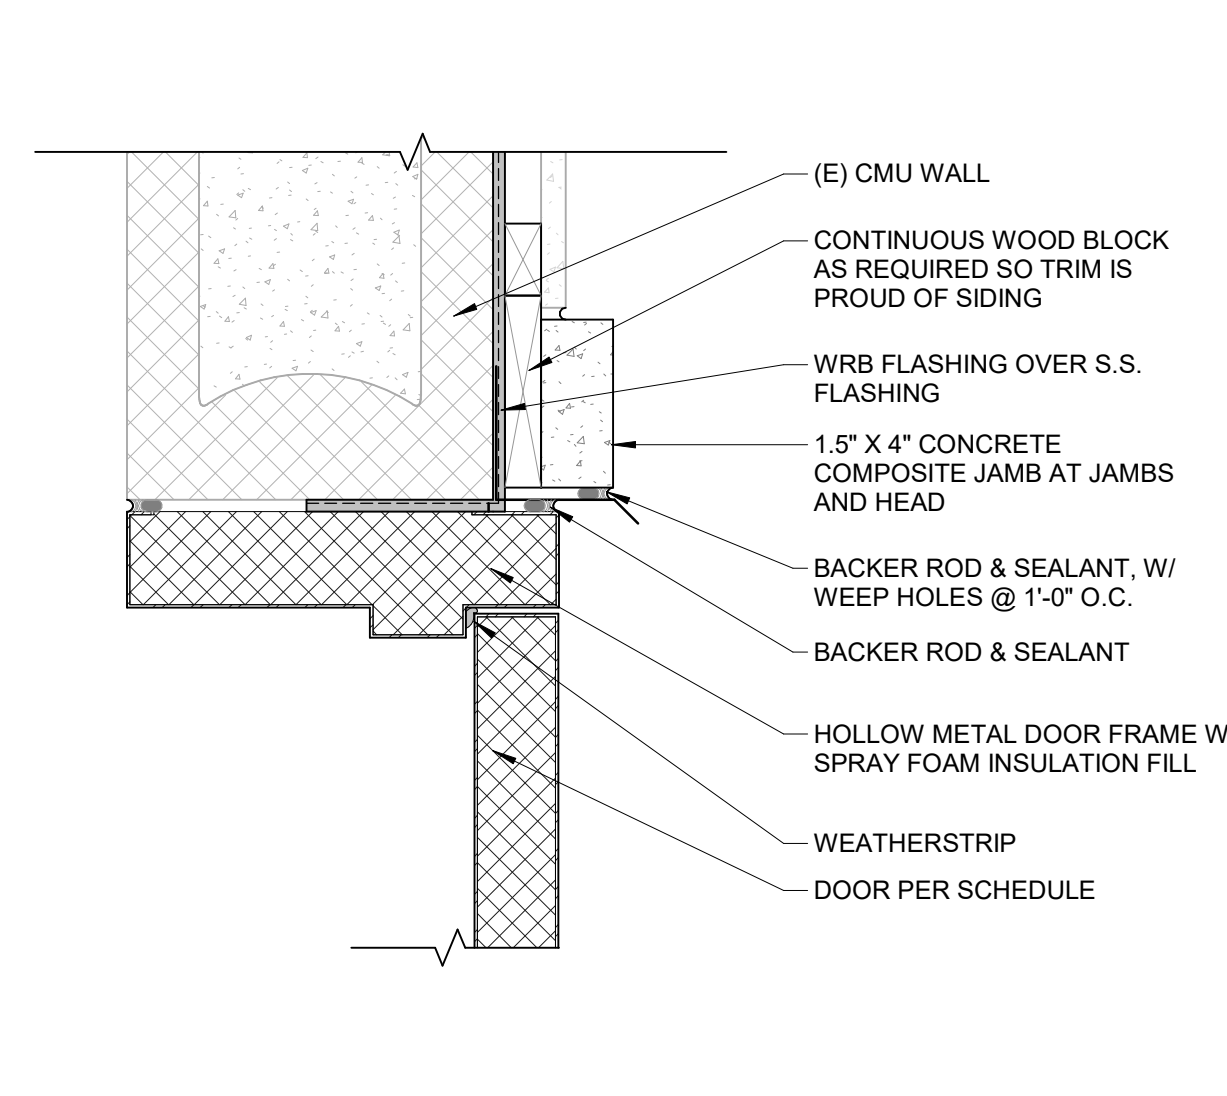 (E) CMU WALL
CONTINUOUS WOOD BLOCK
AS REQUIRED SO TRIM IS
PROUD OF SIDING
WRB FLASHING OVER S.S.
FLASHING
1.5" X 4" CONCRETE
COMPOSITE JAMB AT JAMBS
AND HEAD
BACKER ROD & SEALANT, W/
WEEP HOLES @ 1'-0" O.C.
BACKER ROD & SEALANT
HOLLOW METAL DOOR FRAME W
SPRAY FOAM INSULATION FILL
WEATHERSTRIP
DOOR PER SCHEDULE